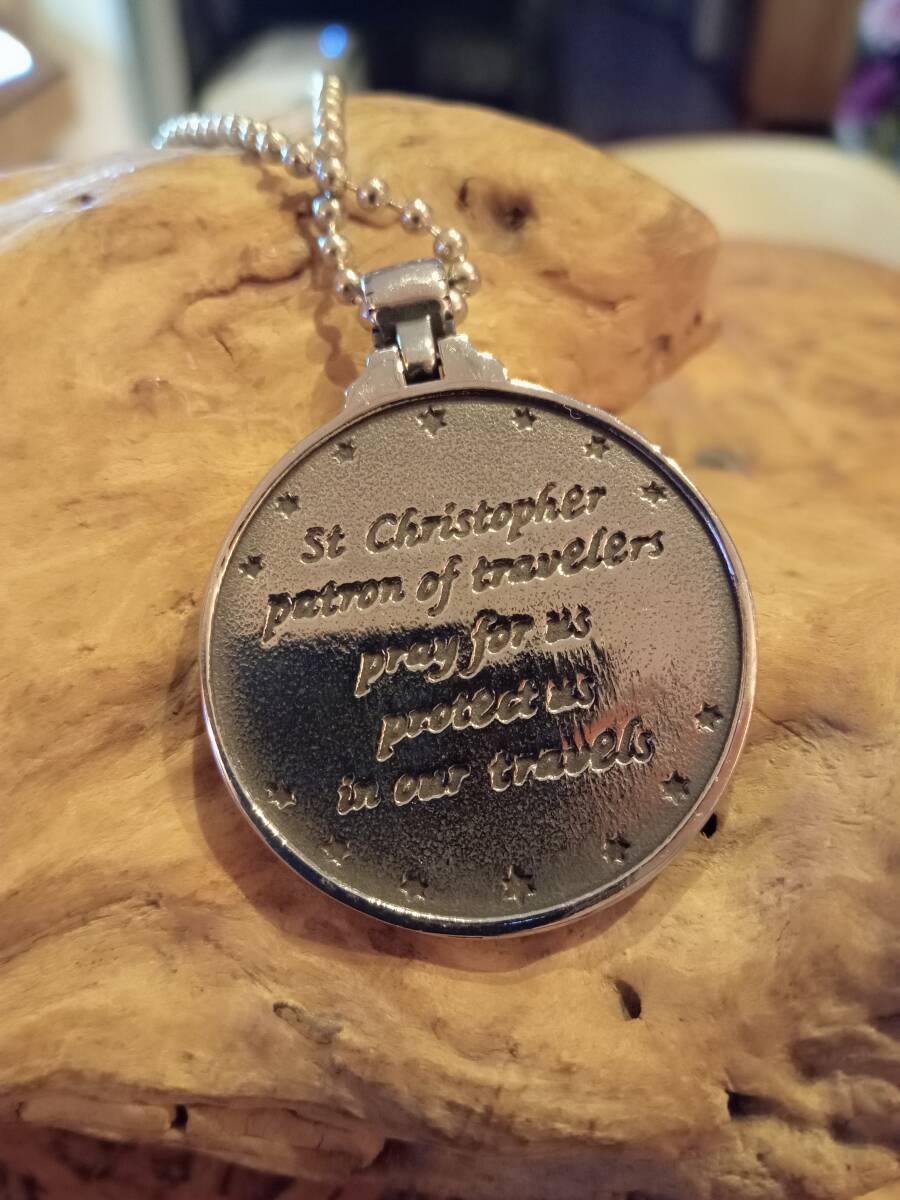 St Christopher
patron of travelers
pray for us
protect us
in our travels